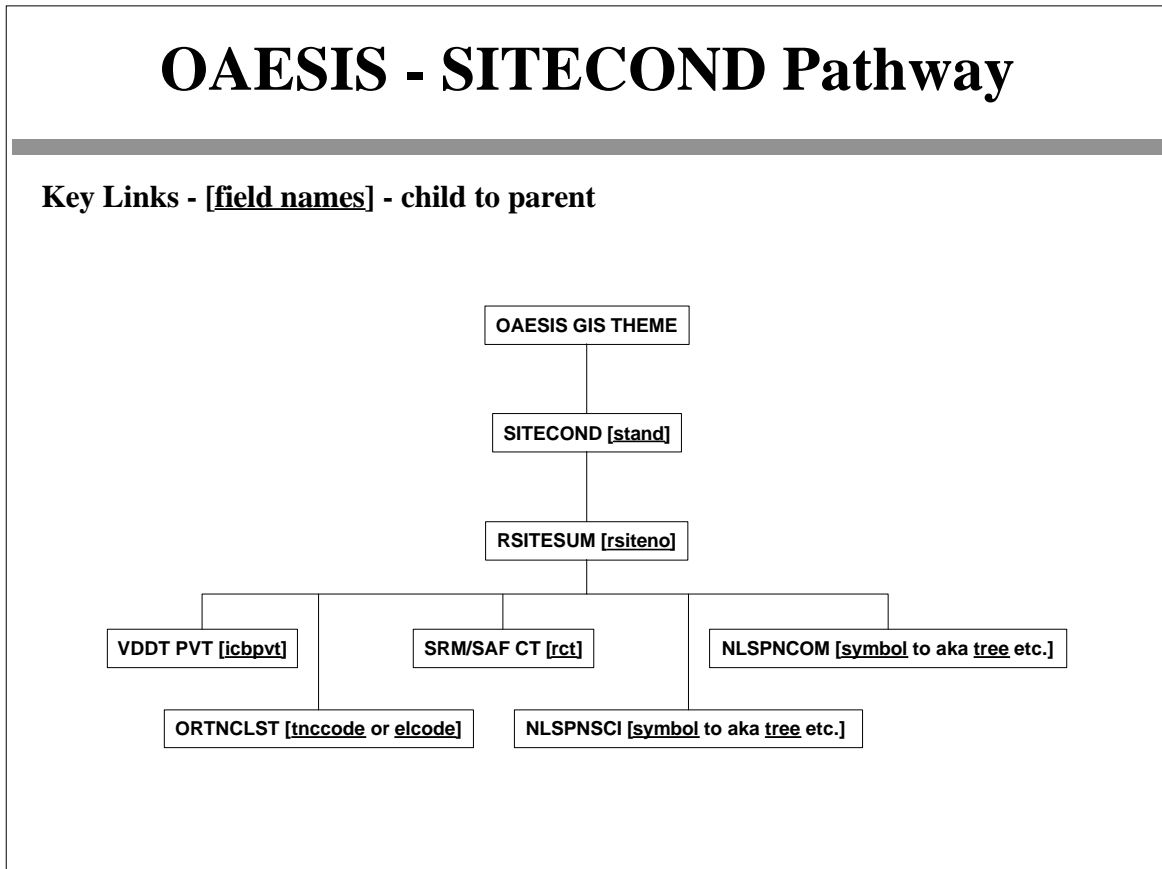 OAESIS - SITECOND Pathway
Key Links - [field names] - child to parent
OAESIS GIS THEME
SITECOND [stand]
RSITESUM [rsiteno]
VDDT PVT [icbpvt]
SRM/SAF CT [rct]
NLSPNCOM [symbol to aka tree etc.]
ORTNCLST [tnccode or elcode]
NLSPNSCI [symbol to aka tree etc.]